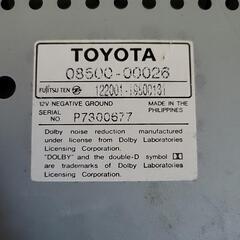 TOYOTA
08600-00026
FUJITSU TEN 122001-19500131
12V NEGATIVE GROUND
MADE IN THE PHILIPPINES
SERIAL NO. P7300677
Dolby noise reduction manufactured
under license from Dolby Laboratories
Licensing Corporation.
"DOLBY" and the double-D symbol
are trademarks of Dolby Laboratories
Licensing Corporation.